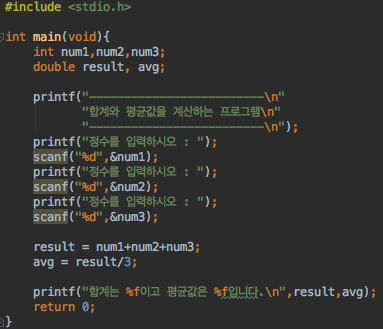 #include <stdio.h>
int main(void){
int num1,num2,num3;
double result, avg;
printf("--------------------------\n"
"합계와 평균값을 계산하는 프로그램\n"
"--------------------------\n");
printf("정수를 입력하시오 : ");
scanf("%d",&num1);
printf("정수를 입력하시오 : ");
scanf("%d",&num2);
printf("정수를 입력하시오 : ");
scanf("%d",&num3);
result = num1+num2+num3;
avg = result/3;
printf("합계는 %f이고 평균값은 %f입니다.\n",result,avg);
return 0;
}